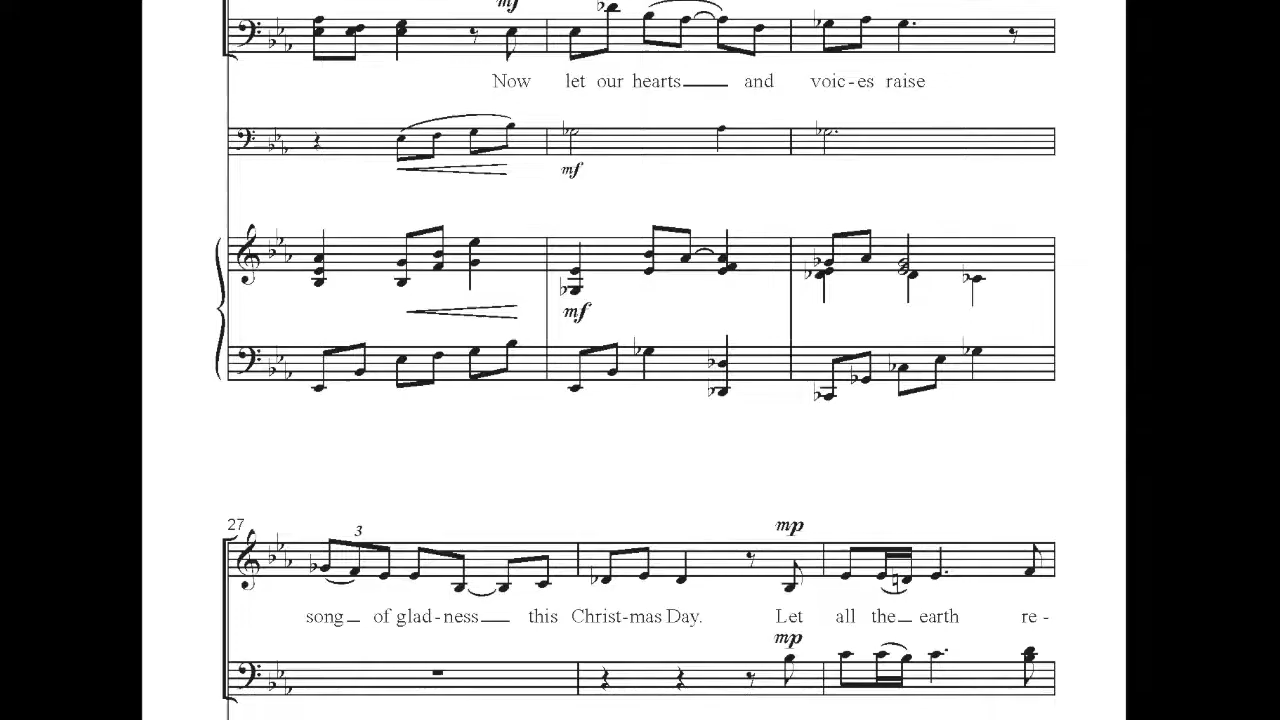 mf
Now let our hearts and voic-es raise
mf
mf
27
3
mp
song of glad-ness this Christ-mas Day. Let all the earth re-
mp